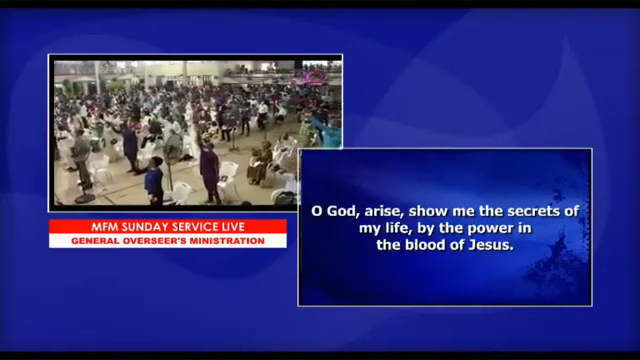 MFM SUNDAY SERVICE LIVE
GENERAL OVERSEER'S MINISTRATION
O God, arise, show me the secrets of
my life, by the power in
the blood of Jesus.